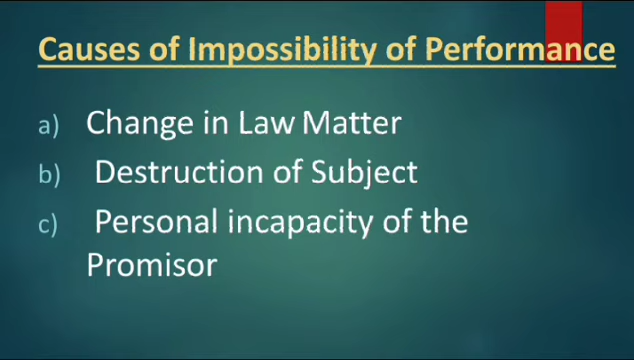 Causes of Impossibility of Performance
a) Change in Law Matter
b) Destruction of Subject
c) Personal incapacity of the
Promisor